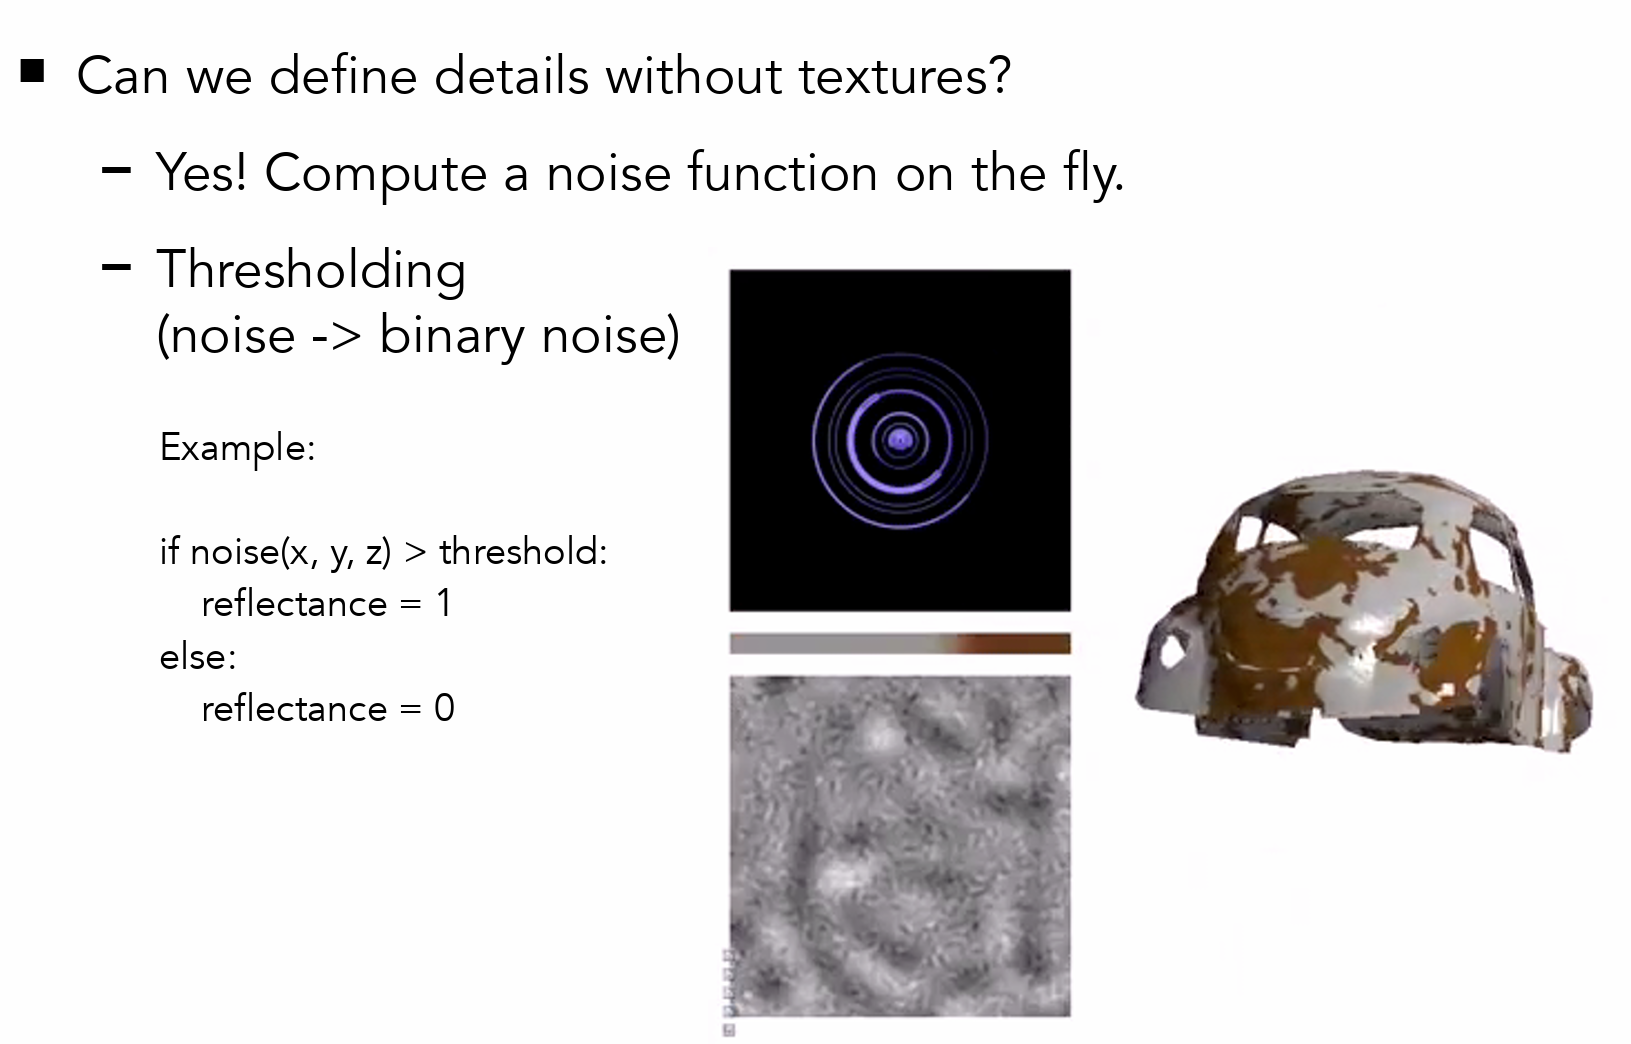 ■ Can we define details without textures?
– Yes! Compute a noise function on the fly.
– Thresholding
(noise -> binary noise)
Example:
if noise(x, y, z) > threshold:
reflectance = 1
else:
reflectance = 0